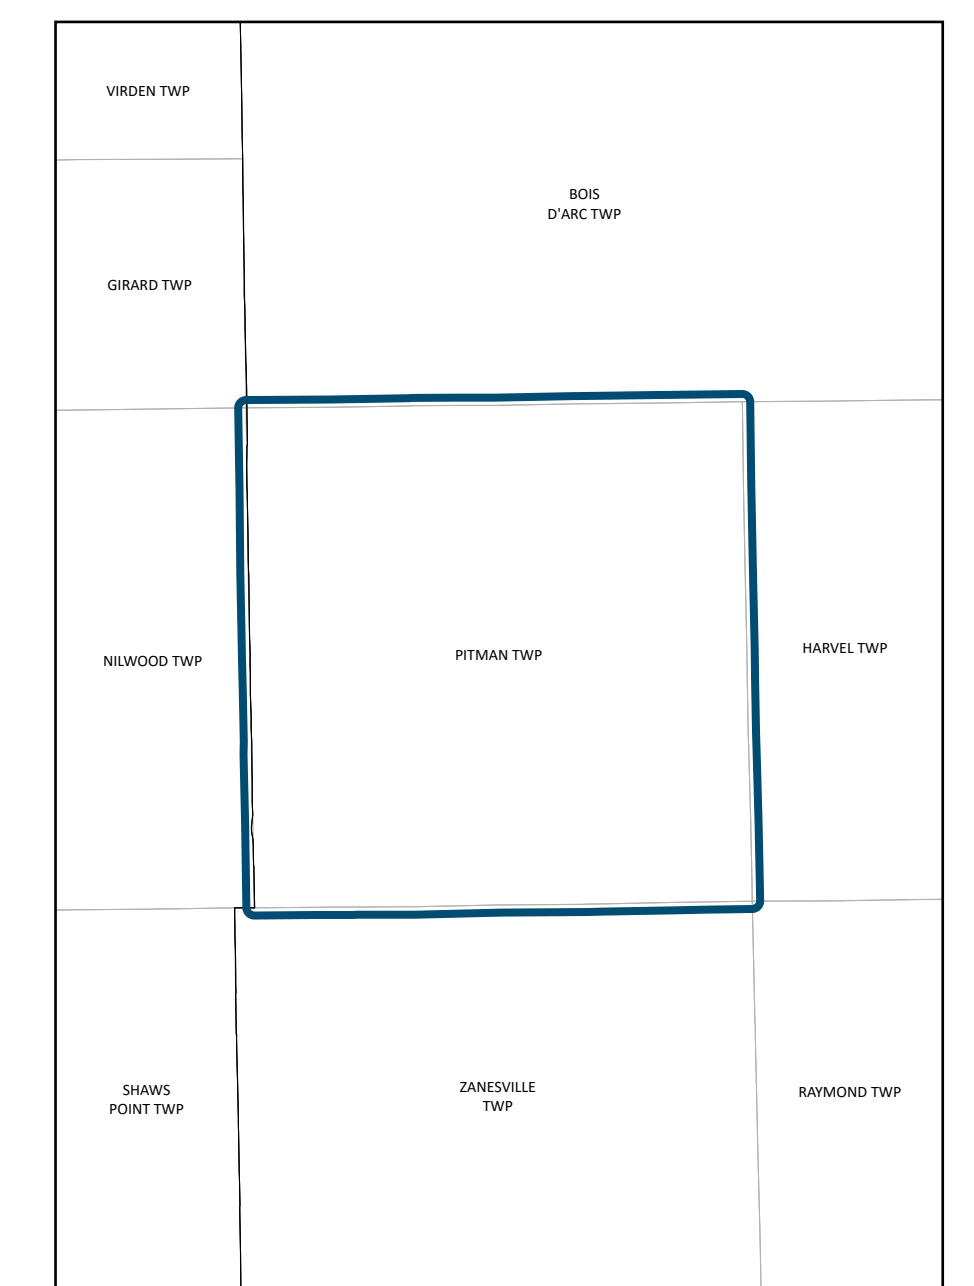 VIRDEN TWP
BOIS
D'ARC TWP
GIRARD TWP
NILWOOD TWP
PITMAN TWP
HARVEL TWP
SHAWS
POINT TWP
ZANESVILLE
TWP
RAYMOND TWP